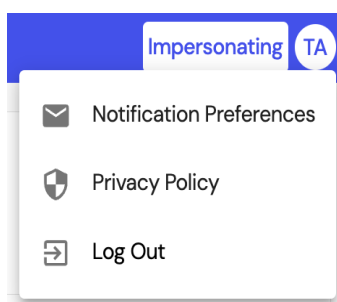 Impersonating TA
Notification Preferences
Privacy Policy
Log Out